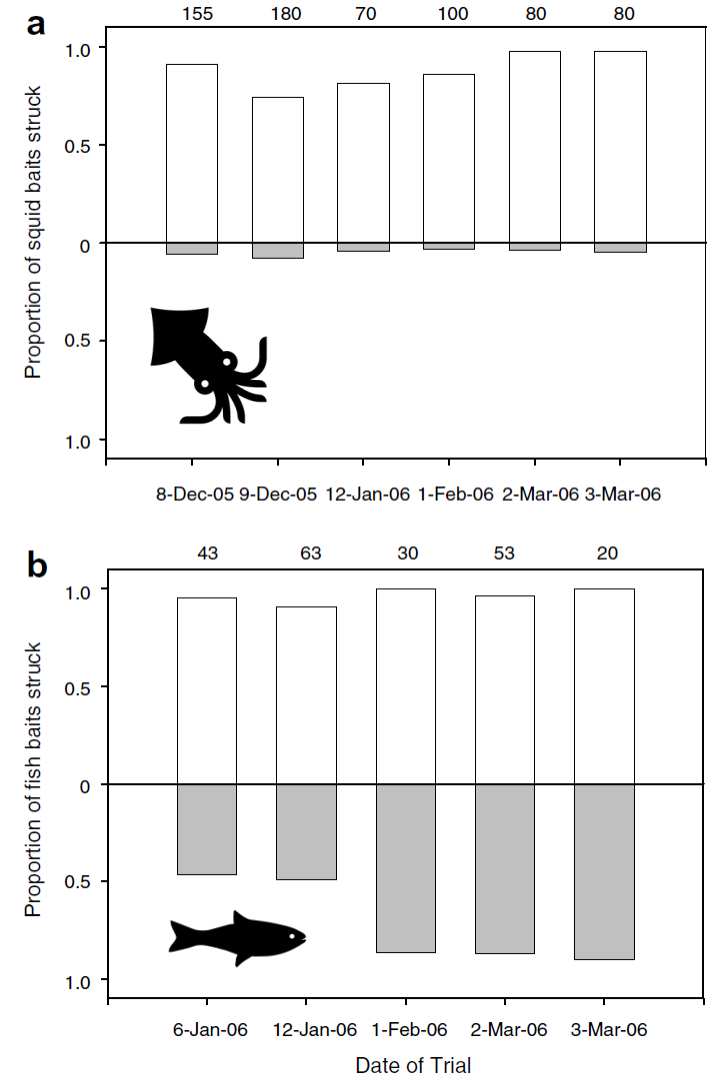 a
155 180 70 100 80 80
Proportion of squid baits struck
1.0
0.5
0
0.5
1.0
8-Dec-05 9-Dec-05 12-Jan-06 1-Feb-06 2-Mar-06 3-Mar-06
b
43 63 30 53 20
Proportion of fish baits struck
1.0
0.5
0
0.5
1.0
6-Jan-06 12-Jan-06 1-Feb-06 2-Mar-06 3-Mar-06
Date of Trial